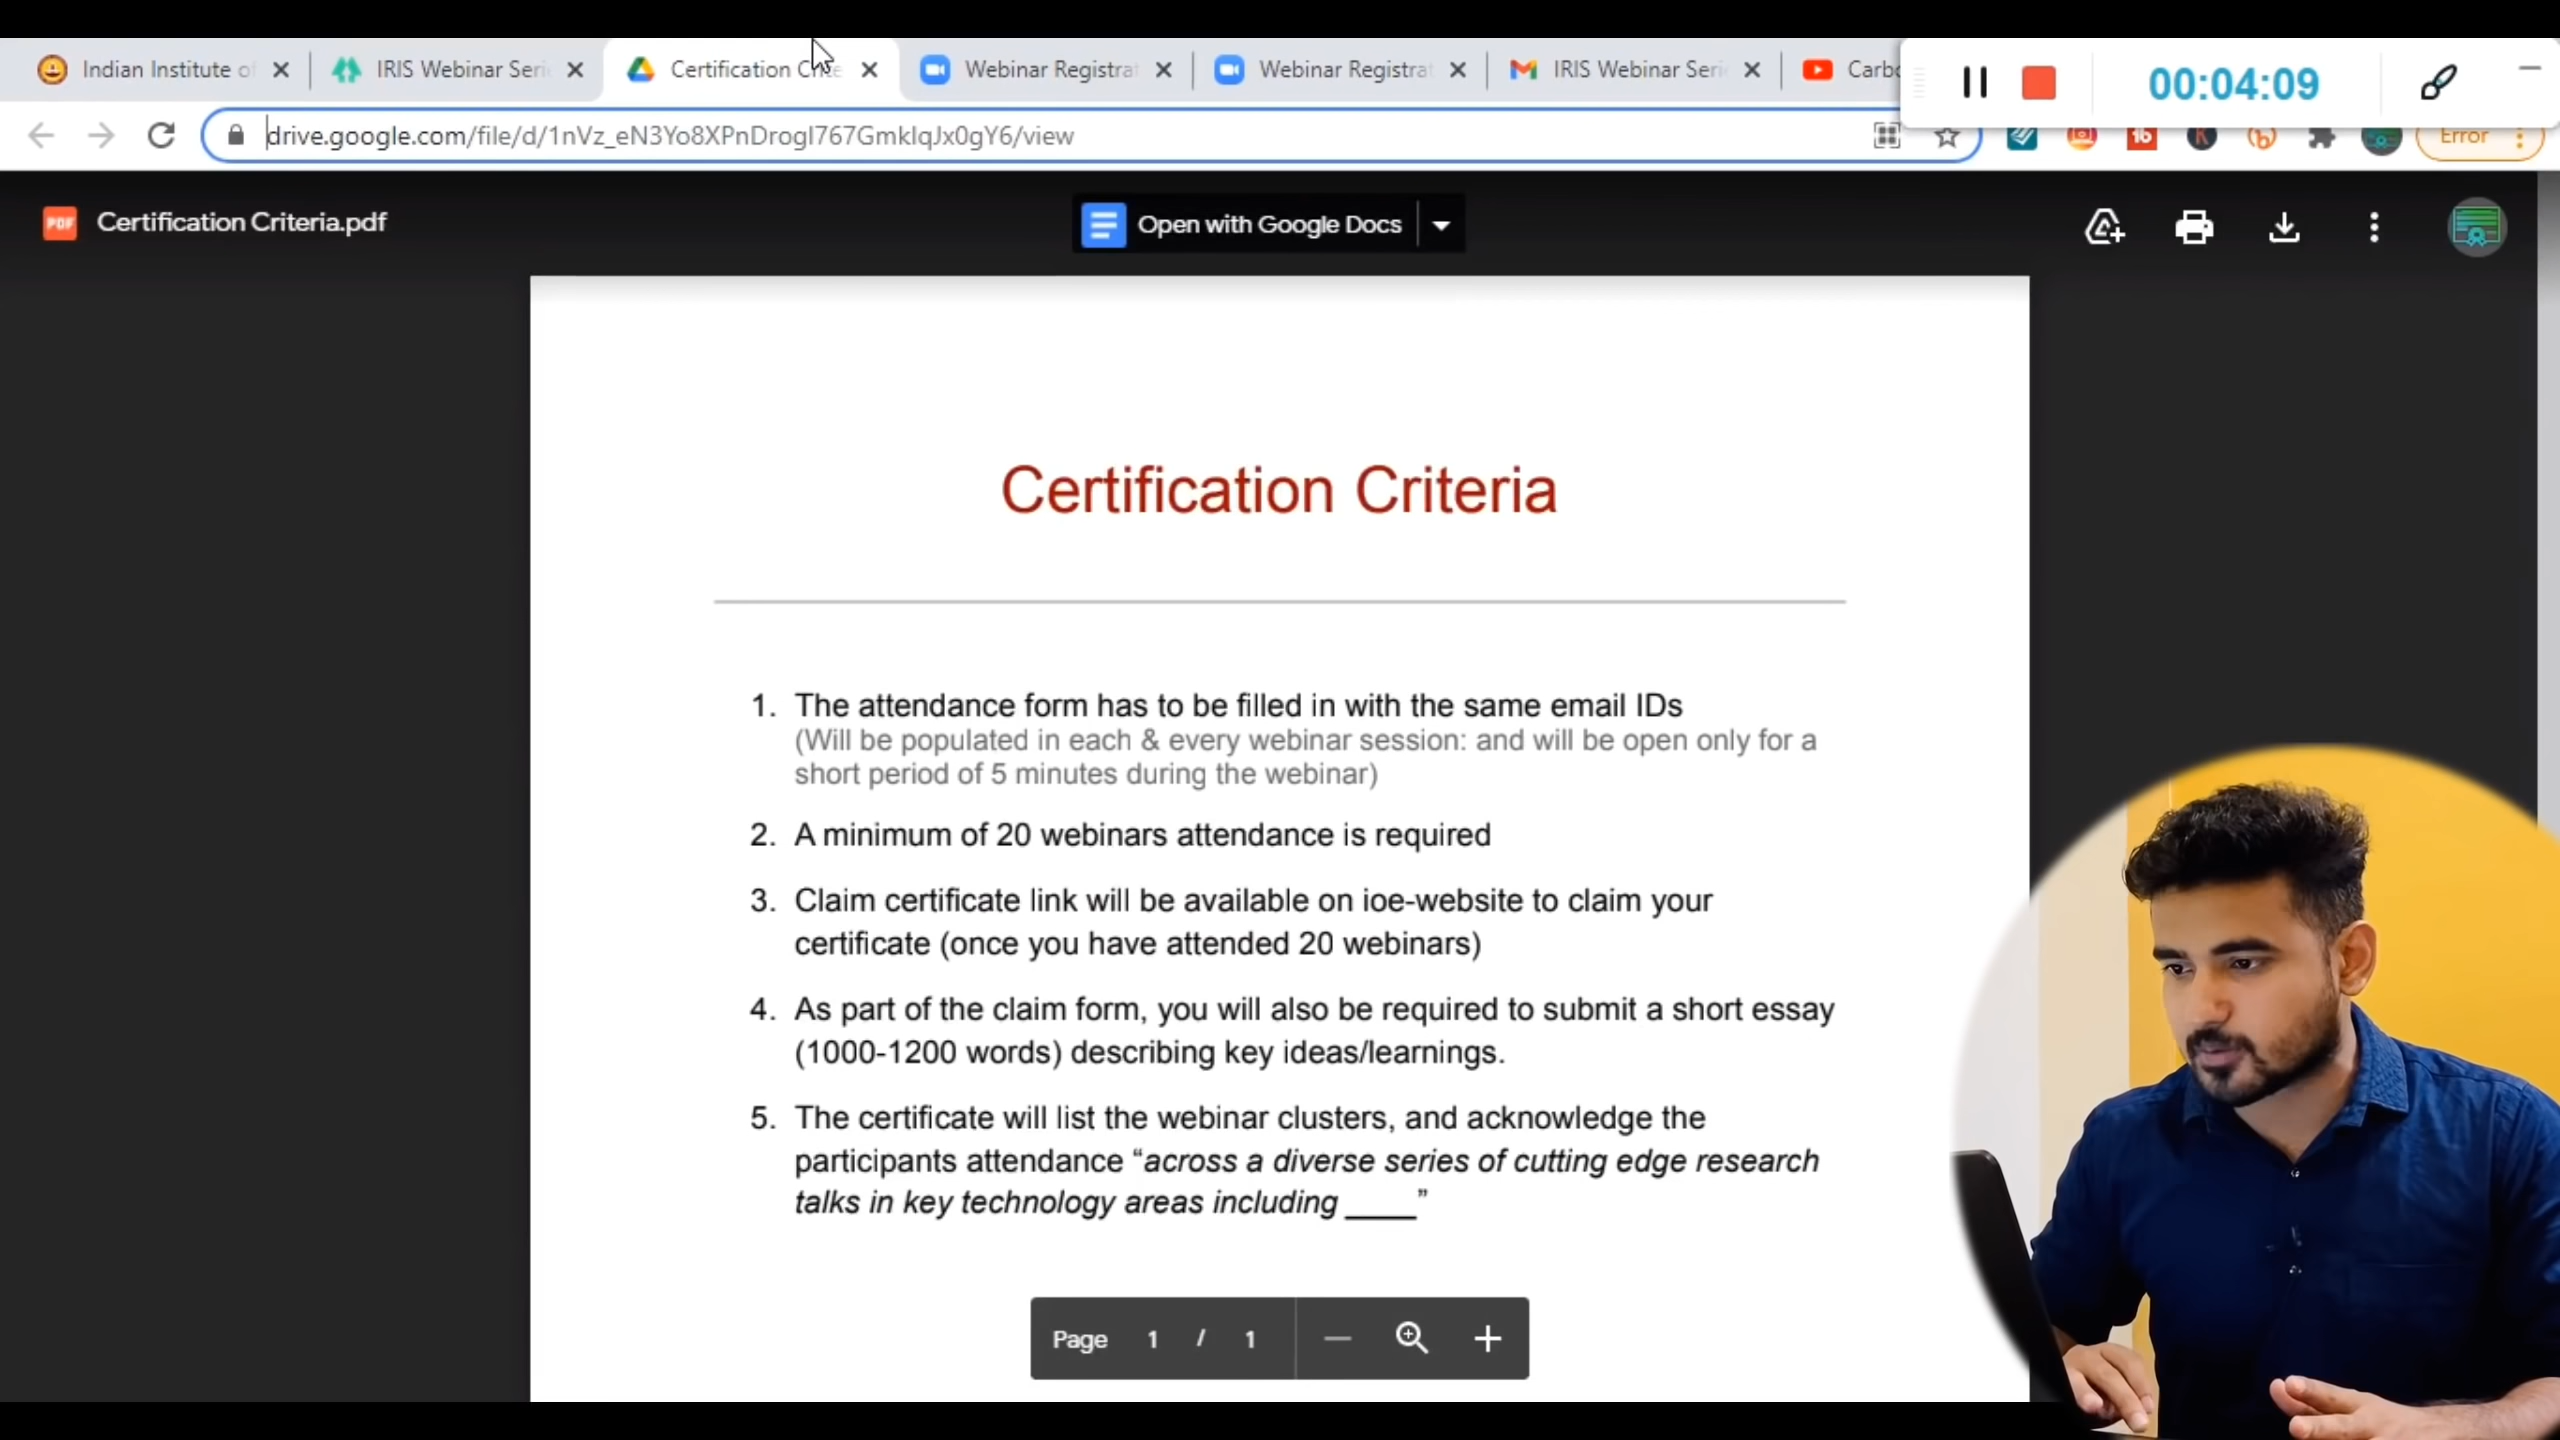 Indian Institute of
IRIS Webinar Seri
Certification Crite
Webinar Registrat
Webinar Registrat
IRIS Webinar Seri
Carbo
00:04:09
drive.google.com/file/d/1nVz_eN3Yo8XPnDrogI767GmklqJx0gY6/view
16
K
Error
PDF
Certification Criteria.pdf
Open with Google Docs
Certification Criteria
1. The attendance form has to be filled in with the same email IDs
(Will be populated in each & every webinar session: and will be open only for a
short period of 5 minutes during the webinar)
2. A minimum of 20 webinars attendance is required
3. Claim certificate link will be available on ioe-website to claim your
certificate (once you have attended 20 webinars)
4. As part of the claim form, you will also be required to submit a short essay
(1000-1200 words) describing key ideas/learnings.
5. The certificate will list the webinar clusters, and acknowledge the
participants attendance “across a diverse series of cutting edge research
talks in key technology areas including ____”
Page 1 / 1